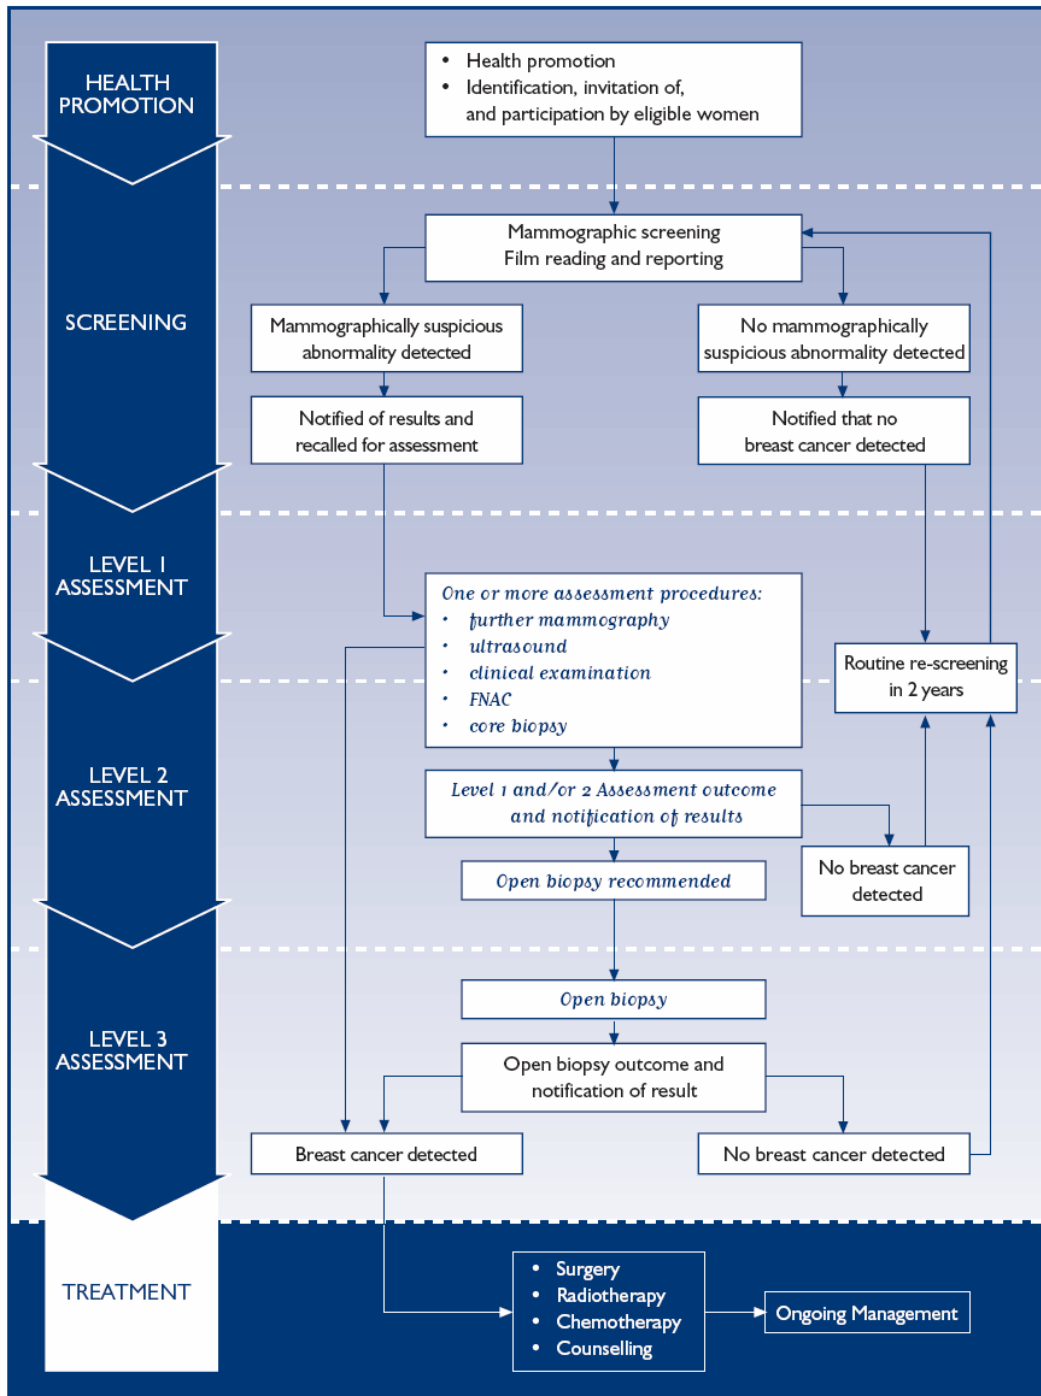 HEALTH
PROMOTION
• Health promotion
• Identification, invitation of,
and participation by eligible women
SCREENING
Mammographic screening
Film reading and reporting
Mammographically suspicious
abnormality detected
No mammographically
suspicious abnormality detected
Notified of results and
recalled for assessment
Notified that no
breast cancer detected
LEVEL 1
ASSESSMENT
One or more assessment procedures:
• further mammography
• ultrasound
• clinical examination
• FNAC
• core biopsy
Routine re-screening
in 2 years
LEVEL 2
ASSESSMENT
Level 1 and/or 2 Assessment outcome
and notification of results
No breast cancer
detected
Open biopsy recommended
LEVEL 3
ASSESSMENT
Open biopsy
Open biopsy outcome and
notification of result
Breast cancer detected
No breast cancer detected
TREATMENT
• Surgery
• Radiotherapy
• Chemotherapy
• Counselling
Ongoing Management